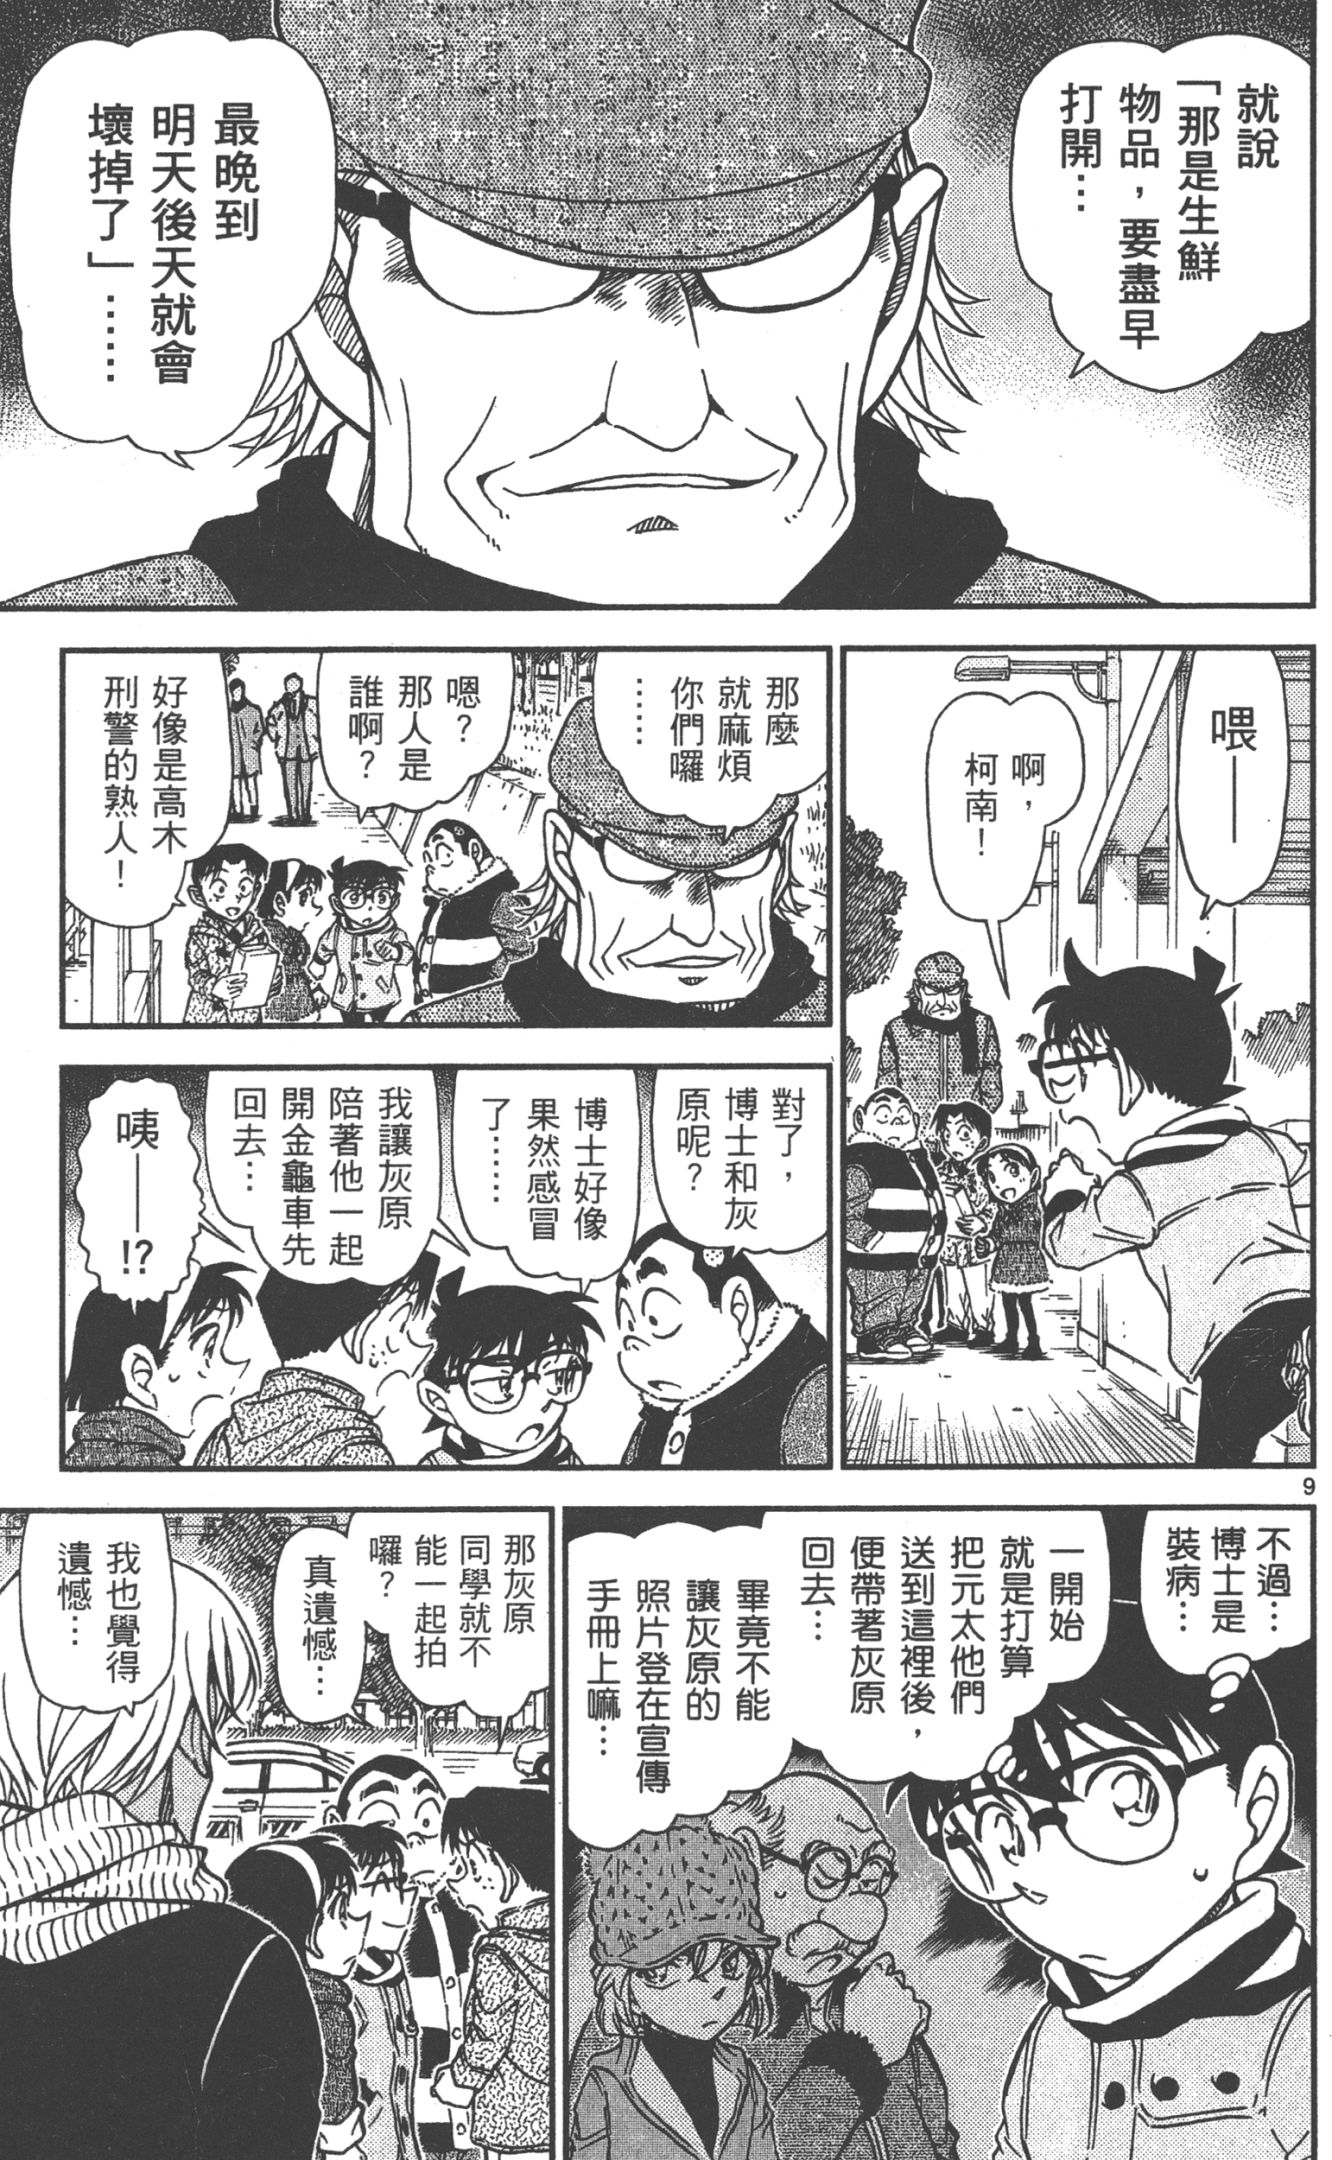 就說
「那是生鮮
物品，要盡早
打開…
最晚到
明天後天就會
壞掉了」……
喂——
啊，
柯南！
那麼
就麻煩
你們囉
……
嗯？
那人是
誰啊？
好像是高木
刑警的熟人！
對了，
博士和灰
原呢？
博士好像
果然感冒
了……
我讓灰原
陪著他一起
開金龜車先
回去…
咦——!?
9
不過…
博士是
裝病…
一開始
就是打算
把元太他們
送到這裡後，
便帶著灰原
回去…
畢竟不能
讓灰原的
照片登在宣傳
手冊上嘛…
那灰原
同學就不
能一起拍
囉？
真遺憾…
我也覺得
遺憾…